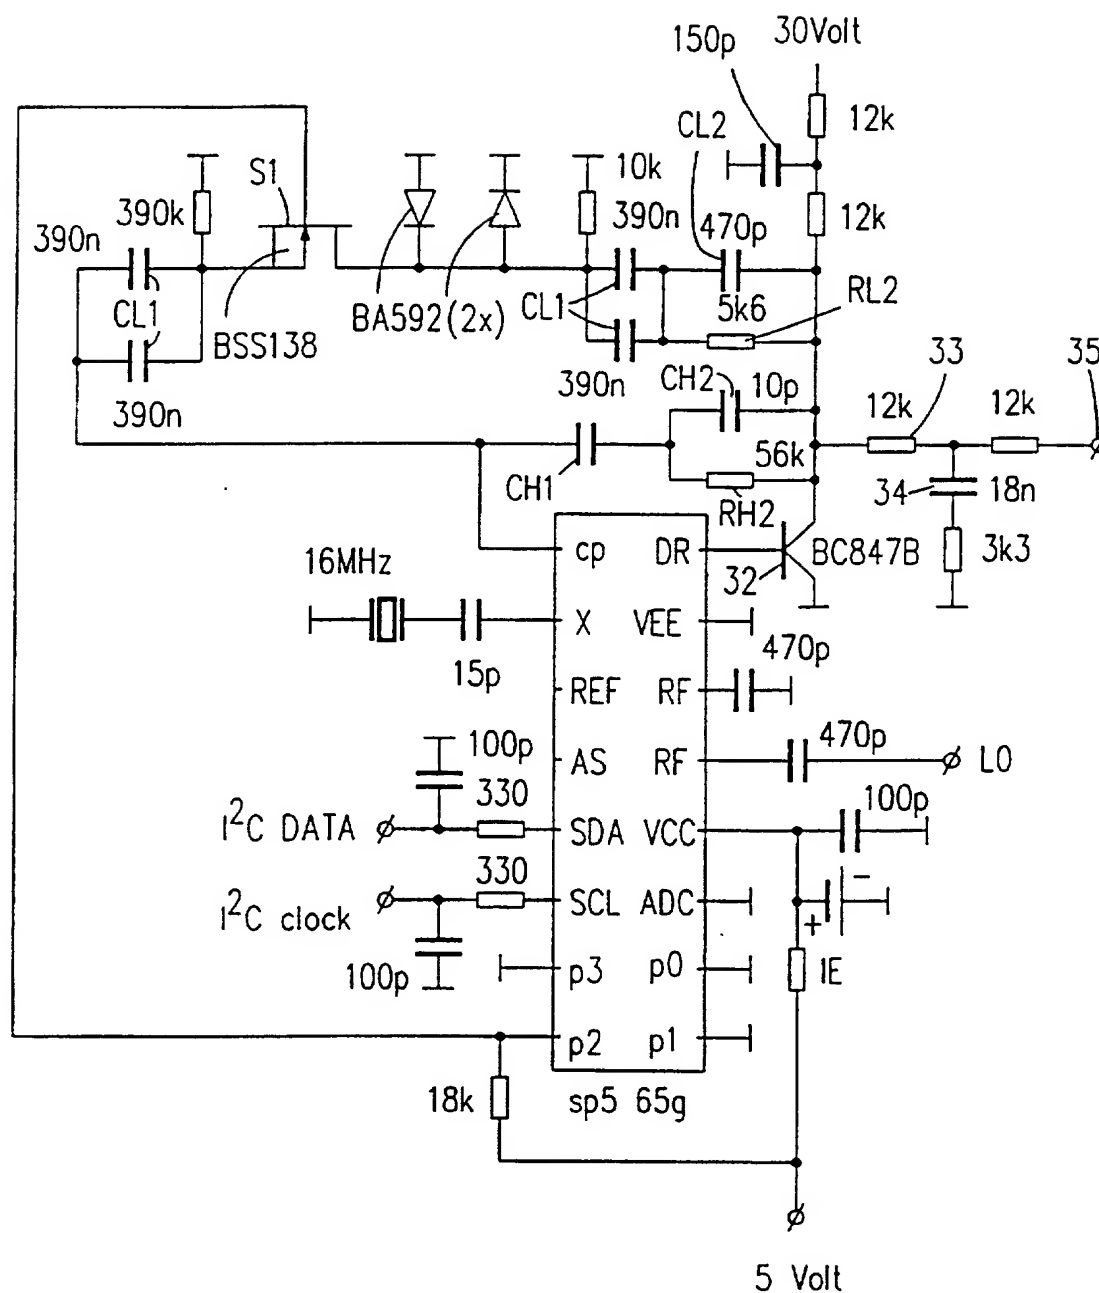 30Volt
150p
12k
CL2
S1
10k
390k
390n
12k
390n
470p
RL2
CL1
5k6
BA592(2x)
CL1
BSS138
33
35
CH2
10p
390n
390n
12k
12k
56k
CH1
34
18n
RH2
cp
DR
BC847B
3k3
16MHz
32
X
VEE
470p
15p
REF
RF
470p
100p
AS
RF
LO
330
100p
I²C DATA
SDA
VCC
330
-
I²C clock
SCL
ADC
+
100p
p3
p0
1E
p2
p1
18k
sp5 65g
5 Volt